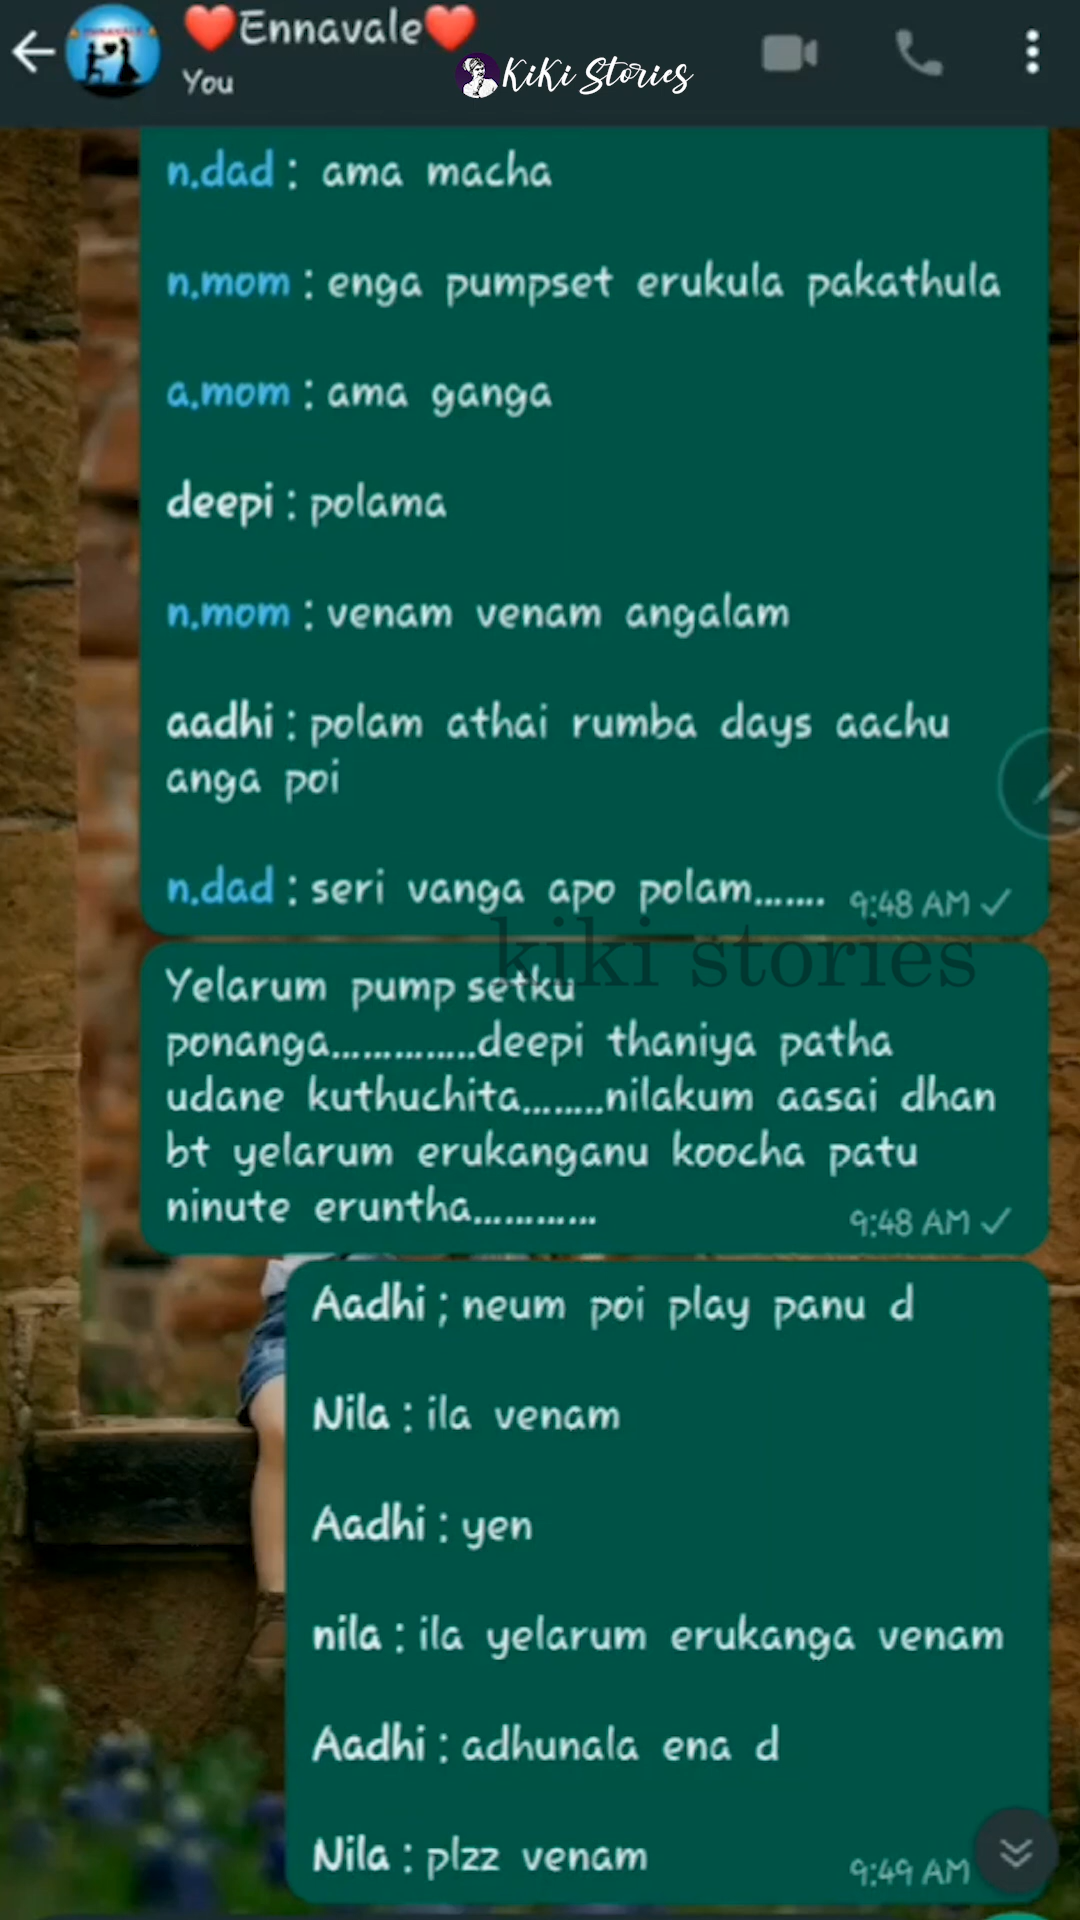 ❤️Ennavale❤️
You
KiKi Stories
n.dad : ama macha
n.mom : enga pumpset erukula pakathula
a.mom : ama ganga
deepi : polama
n.mom : venam venam angalam
aadhi : polam athai rumba days aachu
anga poi
n.dad : seri vanga apo polam....... 9:48 AM ✓
kiki stories
Yelarum pump setku
ponanga..............deepi thaniya patha
udane kuthuchita........nilakum aasai dhan
bt yelarum erukanganu koocha patu
ninute eruntha............ 9:48 AM ✓
Aadhi ; neum poi play panu d
Nila : ila venam
Aadhi : yen
nila : ila yelarum erukanga venam
Aadhi ; adhunala ena d
Nila : plzz venam 9:49 AM